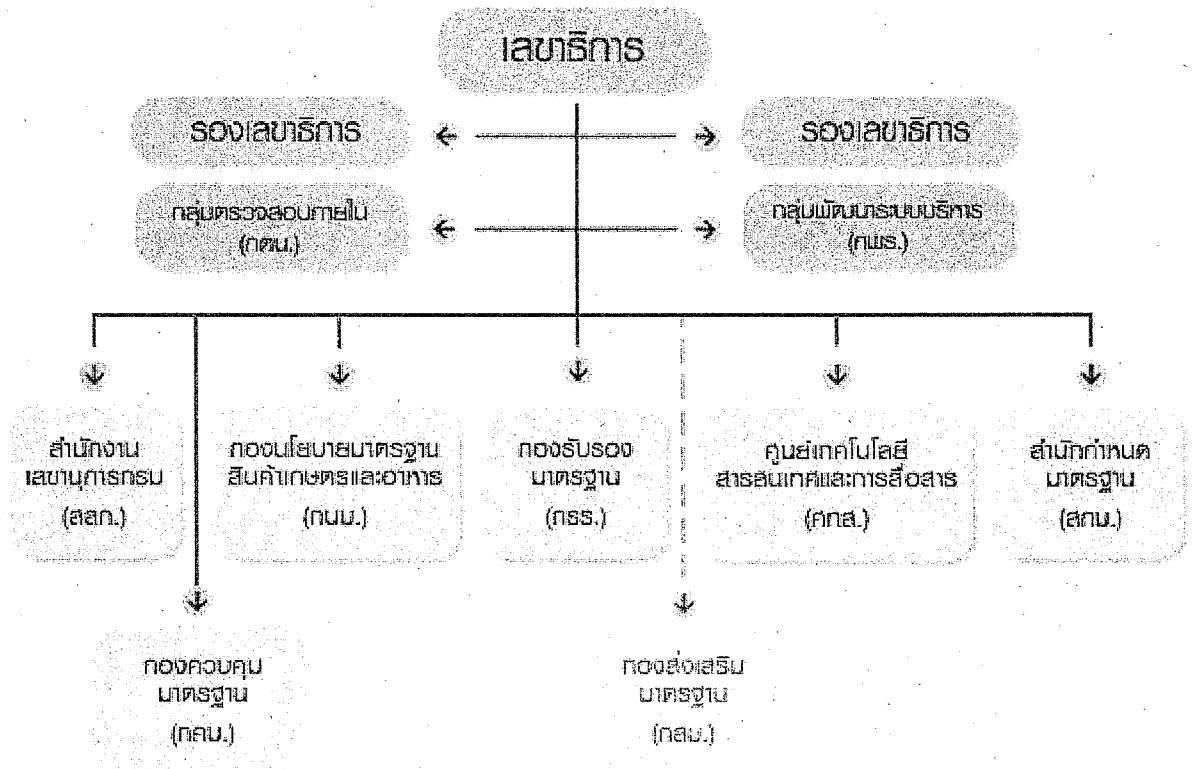 เลขาธิการ
รองเลขาธิการ
รองเลขาธิการ
กลุ่มตรวจสอบภายใน
(กตน.)
กลุ่มพัฒนาระบบบริหาร
(กพร.)
สำนักงาน
เลขานุการกรม
(สลก.)
กองนโยบายมาตรฐาน
สินค้าเกษตรและอาหาร
(กนม.)
กองรับรอง
มาตรฐาน
(กรร.)
ศูนย์เทคโนโลยี
สารสนเทศและการสื่อสาร
(ศทส.)
สำนักกำหนด
มาตรฐาน
(สกม.)
กองควบคุม
มาตรฐาน
(กคม.)
กองส่งเสริม
มาตรฐาน
(กสม.)